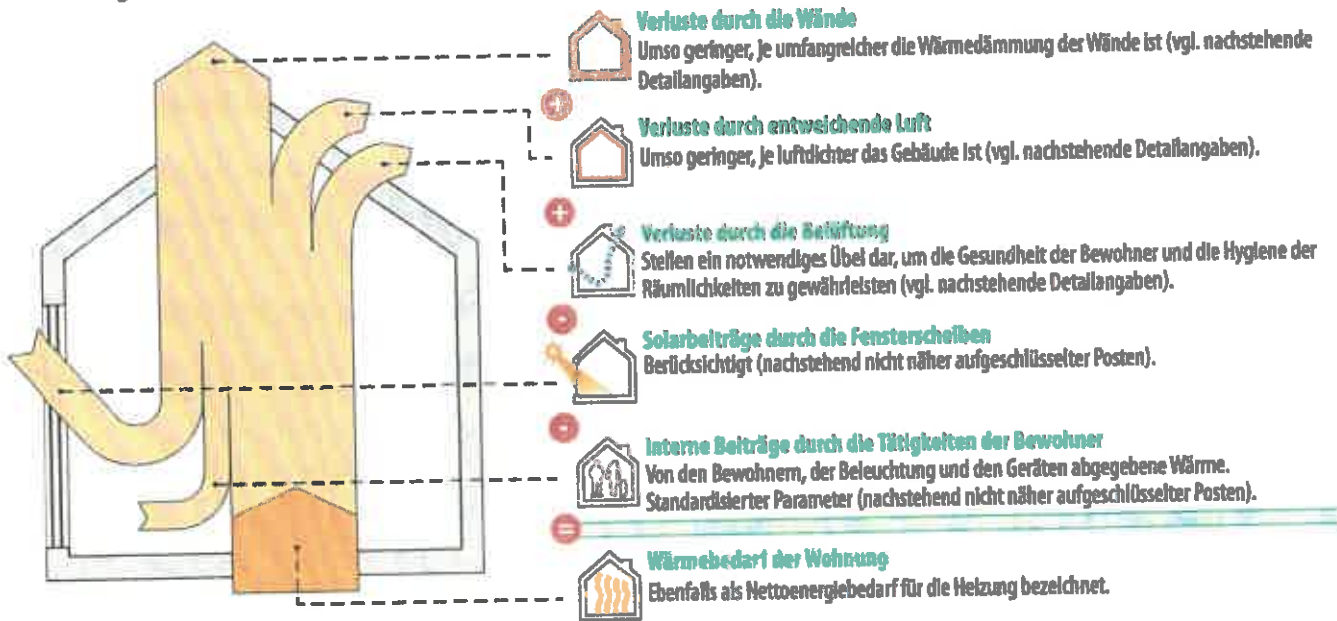 Verluste durch die Wände
Umso geringer, je umfangreicher die Wärmedämmung der Wände ist (vgl. nachstehende
Detailangaben).
+
Verluste durch entweichende Luft
Umso geringer, je luftdichter das Gebäude ist (vgl. nachstehende Detailangaben).
+
Verluste durch die Belüftung
Stellen ein notwendiges Übel dar, um die Gesundheit der Bewohner und die Hygiene der
Räumlichkeiten zu gewährleisten (vgl. nachstehende Detailangaben).
-
Solarbeiträge durch die Fensterscheiben
Berücksichtigt (nachstehend nicht näher aufgeschlüsselter Posten).
-
Interne Beiträge durch die Tätigkeiten der Bewohner
Von den Bewohnern, der Beleuchtung und den Geräten abgegebene Wärme.
Standardisierter Parameter (nachstehend nicht näher aufgeschlüsselter Posten).
=
Wärmebedarf der Wohnung
Ebenfalls als Nettoenergiebedarf für die Heizung bezeichnet.